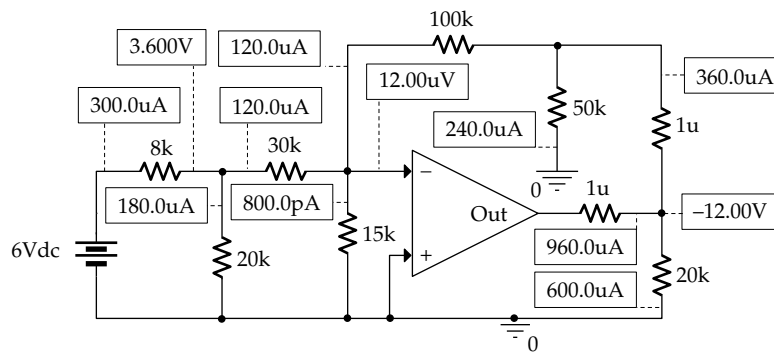 100k
3.600V
120.0uA
300.0uA
120.0uA
12.00uV
360.0uA
50k
240.0uA
8k
30k
1u
0
180.0uA
800.0pA
−
Out
1u
−12.00V
6Vdc
20k
15k
+
960.0uA
20k
600.0uA
0